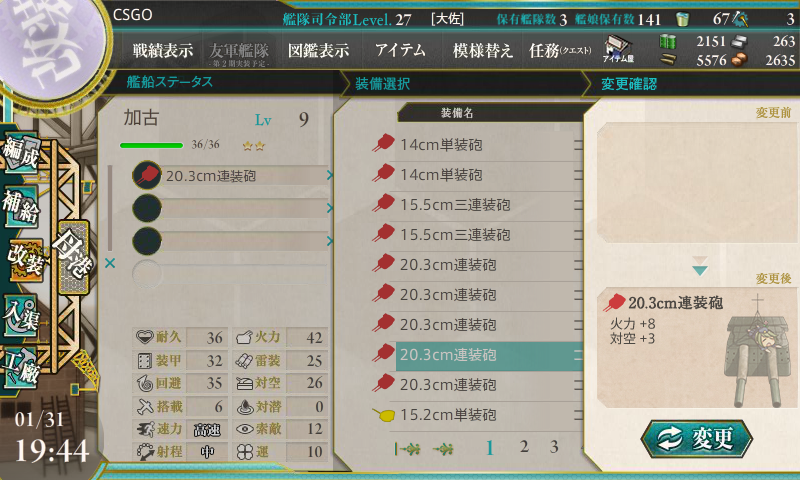 改装
CSGO
艦隊司令部Level. 27 [大佐]
保有艦隊数 3 艦娘保有数 141 67 3
戦績表示 友軍艦隊 図鑑表示 アイテム 模様替え 任務(クエスト) アイテム屋 2151 263
-第2期実装予定- 5576 2635
艦船ステータス 装備選択 変更確認
加古 Lv 9
36/36
20.3cm連装砲
耐久 36 火力 42
装甲 32 雷装 25
回避 35 対空 26
搭載 6 対潜 0
速力 高速 索敵 12
射程 中 運 10
装備名
14cm単装砲
14cm単装砲
15.5cm三連装砲
15.5cm三連装砲
20.3cm連装砲
20.3cm連装砲
20.3cm連装砲
20.3cm連装砲
20.3cm連装砲
15.2cm単装砲
1 2 3
変更前
変更後
20.3cm連装砲
火力 +8
対空 +3
変更
編成
補給
改装
母港
入渠
工廠
01/31
19:44